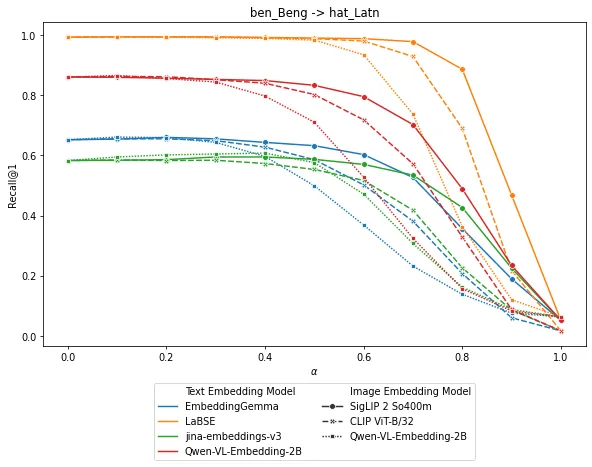 ben_Beng -> hat_Latn
1.0
0.8
0.6
0.4
0.2
0.0
Recall@1
0.0 0.2 0.4 0.6 0.8 1.0
α
Text Embedding Model
EmbeddingGemma
LaBSE
jina-embeddings-v3
Qwen-VL-Embedding-2B
Image Embedding Model
SigLIP 2 So400m
CLIP ViT-B/32
Qwen-VL-Embedding-2B